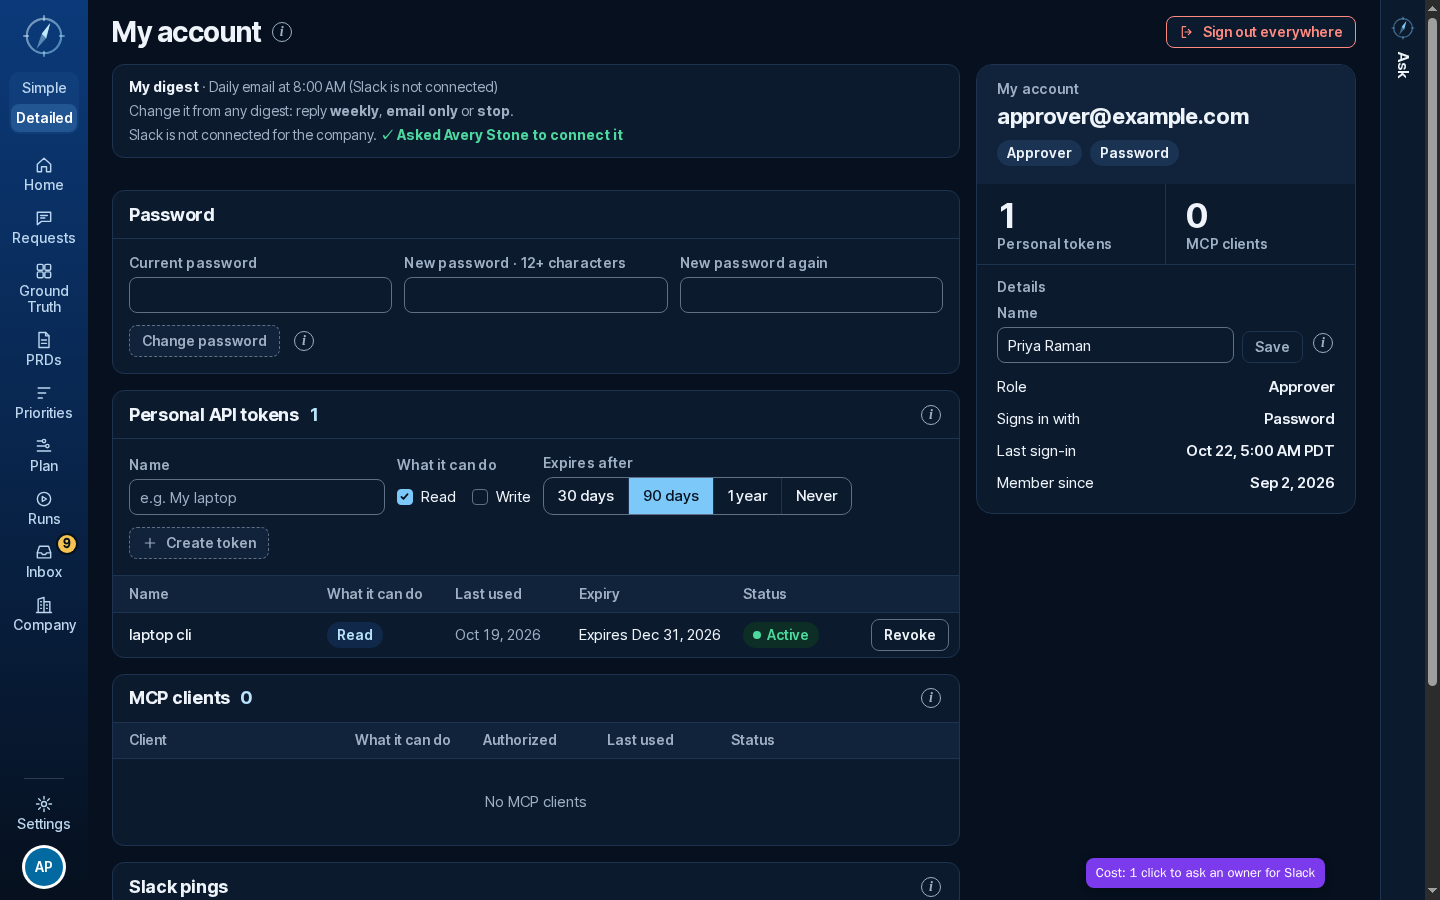 Simple
Detailed
Home
Requests
Ground
Truth
PRDs
Priorities
Plan
Runs
9
Inbox
Company
Settings
AP
My account i
Sign out everywhere
My digest · Daily email at 8:00 AM (Slack is not connected)
Change it from any digest: reply weekly, email only or stop.
Slack is not connected for the company. ✓ Asked Avery Stone to connect it
Password
Current password New password · 12+ characters New password again
Change password i
Personal API tokens 1 i
Name What it can do Expires after
e.g. My laptop Read Write 30 days 90 days 1 year Never
+ Create token
Name What it can do Last used Expiry Status
laptop cli Read Oct 19, 2026 Expires Dec 31, 2026 Active Revoke
MCP clients 0 i
Client What it can do Authorized Last used Status
No MCP clients
Slack pings i
My account
approver@example.com
Approver Password
1 0
Personal tokens MCP clients
Details
Name
Priya Raman Save i
Role Approver
Signs in with Password
Last sign-in Oct 22, 5:00 AM PDT
Member since Sep 2, 2026
Cost: 1 click to ask an owner for Slack
Ask